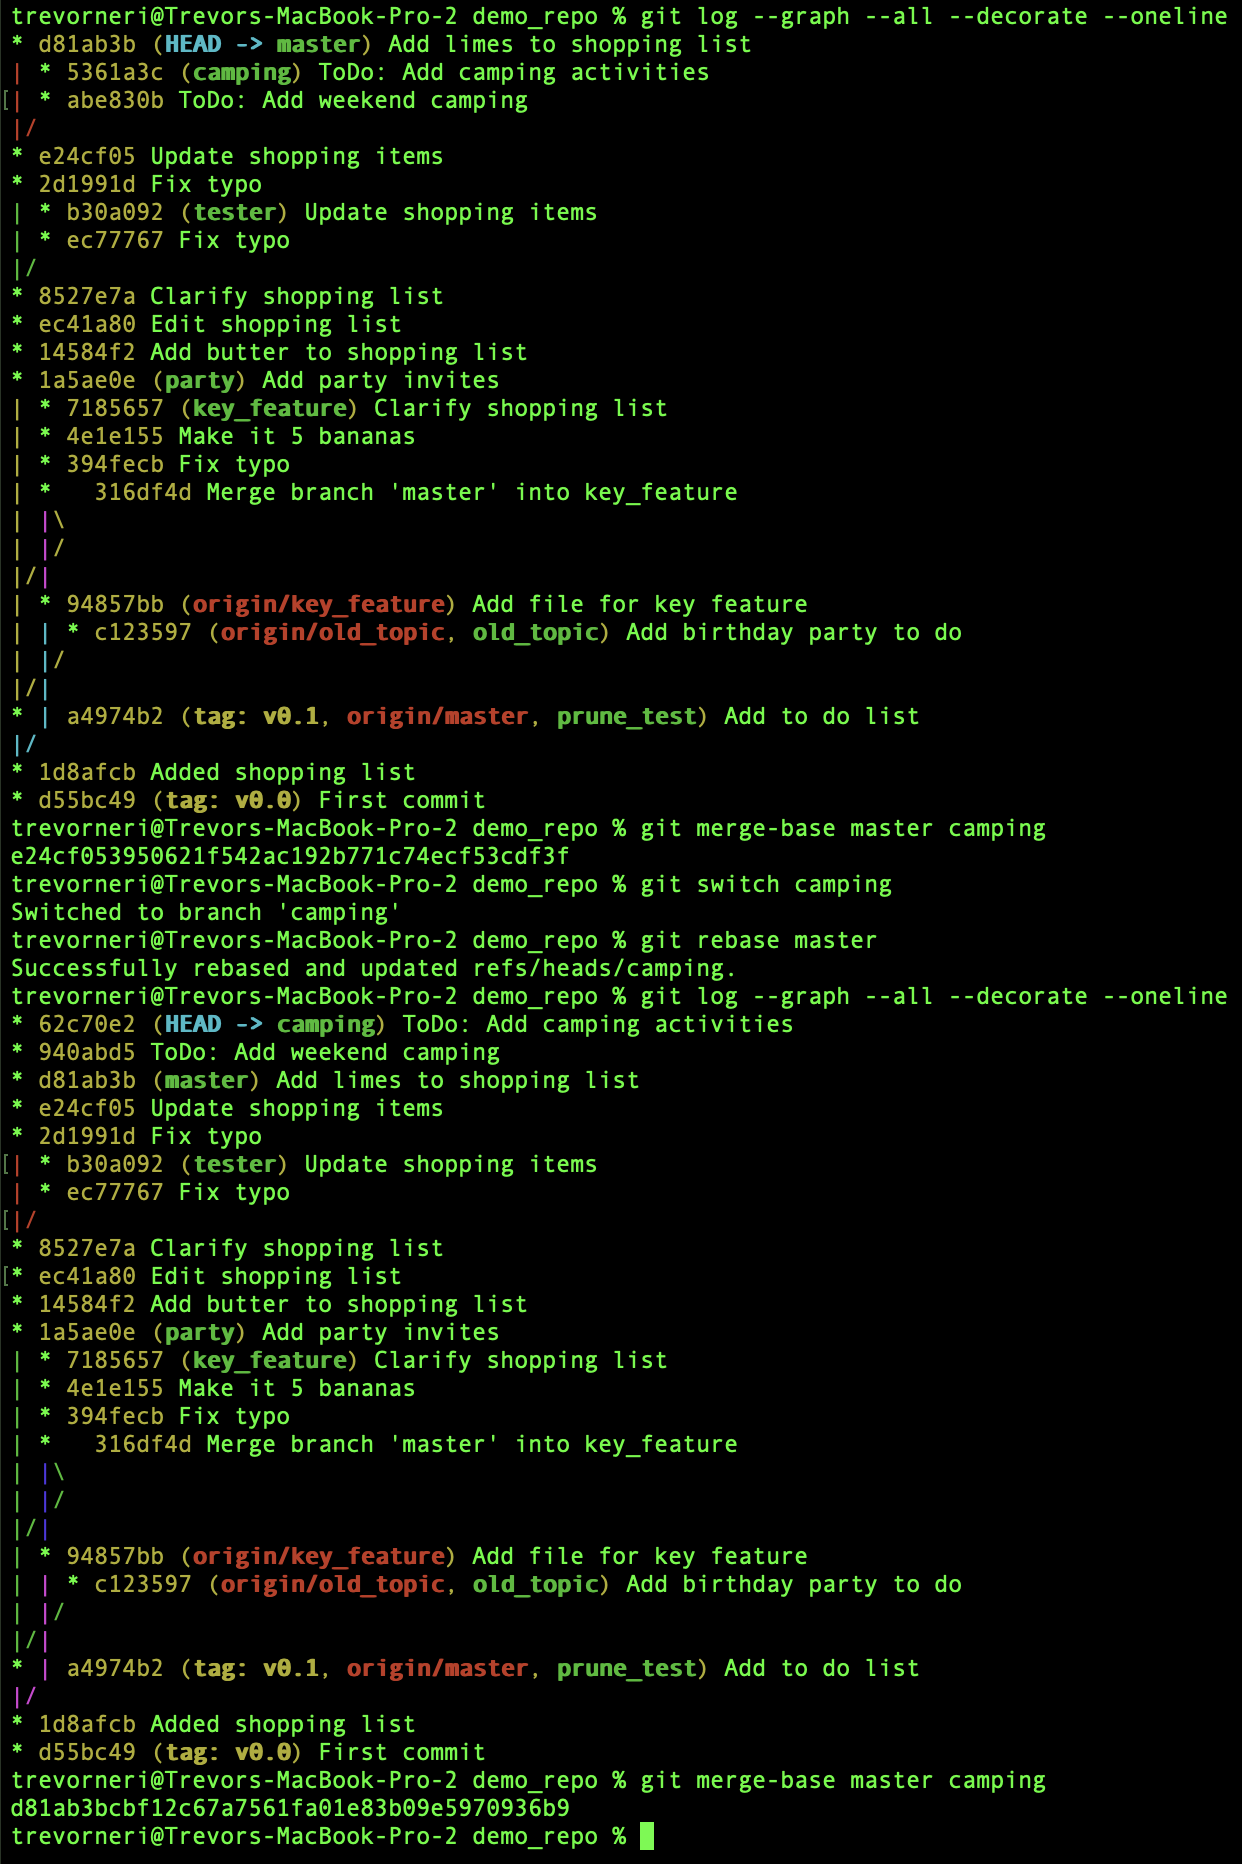 trevorneri@Trevors-MacBook-Pro-2 demo_repo % git log --graph --all --decorate --oneline
* d81ab3b (HEAD -> master) Add limes to shopping list
| * 5361a3c (camping) ToDo: Add camping activities
[| * abe830b ToDo: Add weekend camping
|/
* e24cf05 Update shopping items
* 2d1991d Fix typo
| * b30a092 (tester) Update shopping items
| * ec77767 Fix typo
|/
* 8527e7a Clarify shopping list
* ec41a80 Edit shopping list
* 14584f2 Add butter to shopping list
* 1a5ae0e (party) Add party invites
| * 7185657 (key_feature) Clarify shopping list
| * 4e1e155 Make it 5 bananas
| * 394fecb Fix typo
| *   316df4d Merge branch 'master' into key_feature
| |\
| |/
|/|
| * 94857bb (origin/key_feature) Add file for key feature
| | * c123597 (origin/old_topic, old_topic) Add birthday party to do
| |/
|/|
* | a4974b2 (tag: v0.1, origin/master, prune_test) Add to do list
|/
* 1d8afcb Added shopping list
* d55bc49 (tag: v0.0) First commit
trevorneri@Trevors-MacBook-Pro-2 demo_repo % git merge-base master camping
e24cf053950621f542ac192b771c74ecf53cdf3f
trevorneri@Trevors-MacBook-Pro-2 demo_repo % git switch camping
Switched to branch 'camping'
trevorneri@Trevors-MacBook-Pro-2 demo_repo % git rebase master
Successfully rebased and updated refs/heads/camping.
trevorneri@Trevors-MacBook-Pro-2 demo_repo % git log --graph --all --decorate --oneline
* 62c70e2 (HEAD -> camping) ToDo: Add camping activities
* 940abd5 ToDo: Add weekend camping
* d81ab3b (master) Add limes to shopping list
* e24cf05 Update shopping items
* 2d1991d Fix typo
[| * b30a092 (tester) Update shopping items
| * ec77767 Fix typo
[|/
* 8527e7a Clarify shopping list
[* ec41a80 Edit shopping list
* 14584f2 Add butter to shopping list
* 1a5ae0e (party) Add party invites
| * 7185657 (key_feature) Clarify shopping list
| * 4e1e155 Make it 5 bananas
| * 394fecb Fix typo
| *   316df4d Merge branch 'master' into key_feature
| |\
| |/
|/|
| * 94857bb (origin/key_feature) Add file for key feature
| | * c123597 (origin/old_topic, old_topic) Add birthday party to do
| |/
|/|
* | a4974b2 (tag: v0.1, origin/master, prune_test) Add to do list
|/
* 1d8afcb Added shopping list
* d55bc49 (tag: v0.0) First commit
trevorneri@Trevors-MacBook-Pro-2 demo_repo % git merge-base master camping
d81ab3bcbf12c67a7561fa01e83b09e5970936b9
trevorneri@Trevors-MacBook-Pro-2 demo_repo %